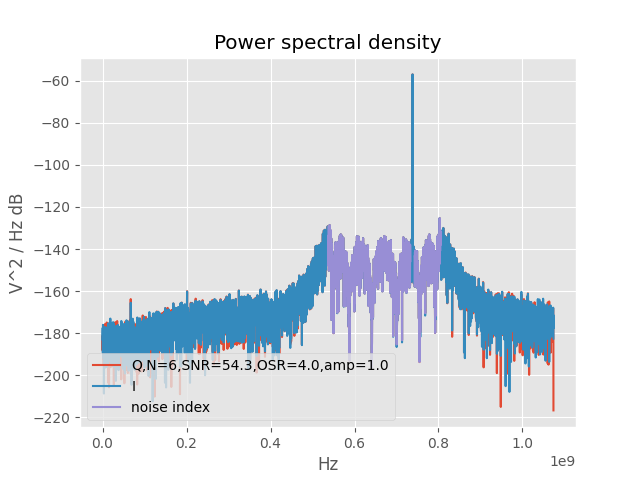 Power spectral density
V^2 / Hz dB
−60
−80
−100
−120
−140
−160
−180
−200
−220
Q,N=6,SNR=54.3,OSR=4.0,amp=1.0
I
noise index
0.0 0.2 0.4 0.6 0.8 1.0
1e9
Hz